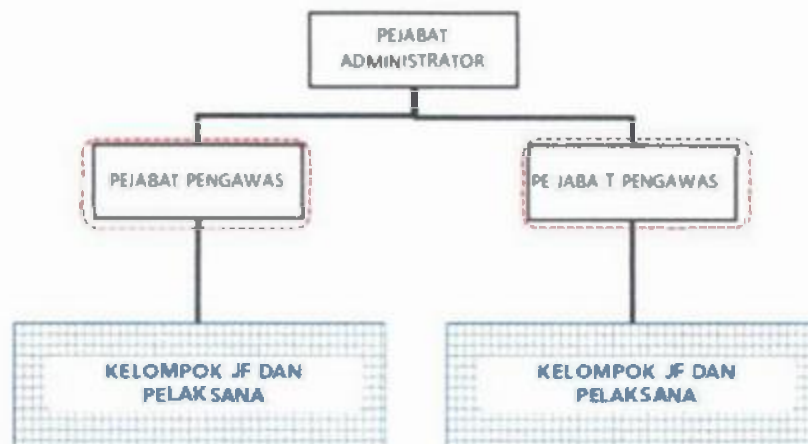 PEJABAT
ADMINISTRATOR
PEJABAT PENGAWAS
PE JABA T PENGAWAS
KELOMPOK JF DAN
PELAKSANA
KELOMPOK JF DAN
PELAKSANA